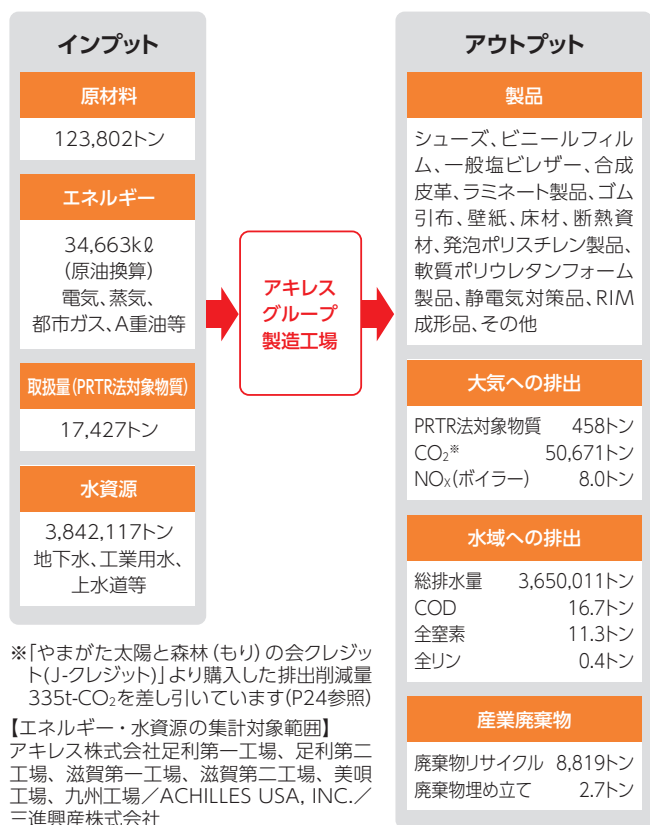 インプット
原材料
123,802トン
エネルギー
34,663kℓ
(原油換算)
電気、蒸気、
都市ガス、A重油等
取扱量(PRTR法対象物質)
17,427トン
水資源
3,842,117トン
地下水、工業用水、
上水道等
アキレス
グループ
製造工場
アウトプット
製品
シューズ、ビニールフィル
ム、一般塩ビレザー、合成
皮革、ラミネート製品、ゴム
引布、壁紙、床材、断熱資
材、発泡ポリスチレン製品、
軟質ポリウレタンフォーム
製品、静電気対策品、RIM
成形品、その他
大気への排出
PRTR法対象物質 458トン
CO₂※ 50,671トン
NOx(ボイラー) 8.0トン
水域への排出
総排水量 3,650,011トン
COD 16.7トン
全窒素 11.3トン
全リン 0.4トン
産業廃棄物
廃棄物リサイクル 8,819トン
廃棄物埋め立て 2.7トン
※「やまがた太陽と森林(もり)の会クレジッ
ト(J-クレジット)」より購入した排出削減量
335t-CO₂を差し引いています(P24参照)
【エネルギー・水資源の集計対象範囲】
アキレス株式会社足利第一工場、足利第二
工場、滋賀第一工場、滋賀第二工場、美唄
工場、九州工場/ACHILLES USA, INC./
三進興産株式会社